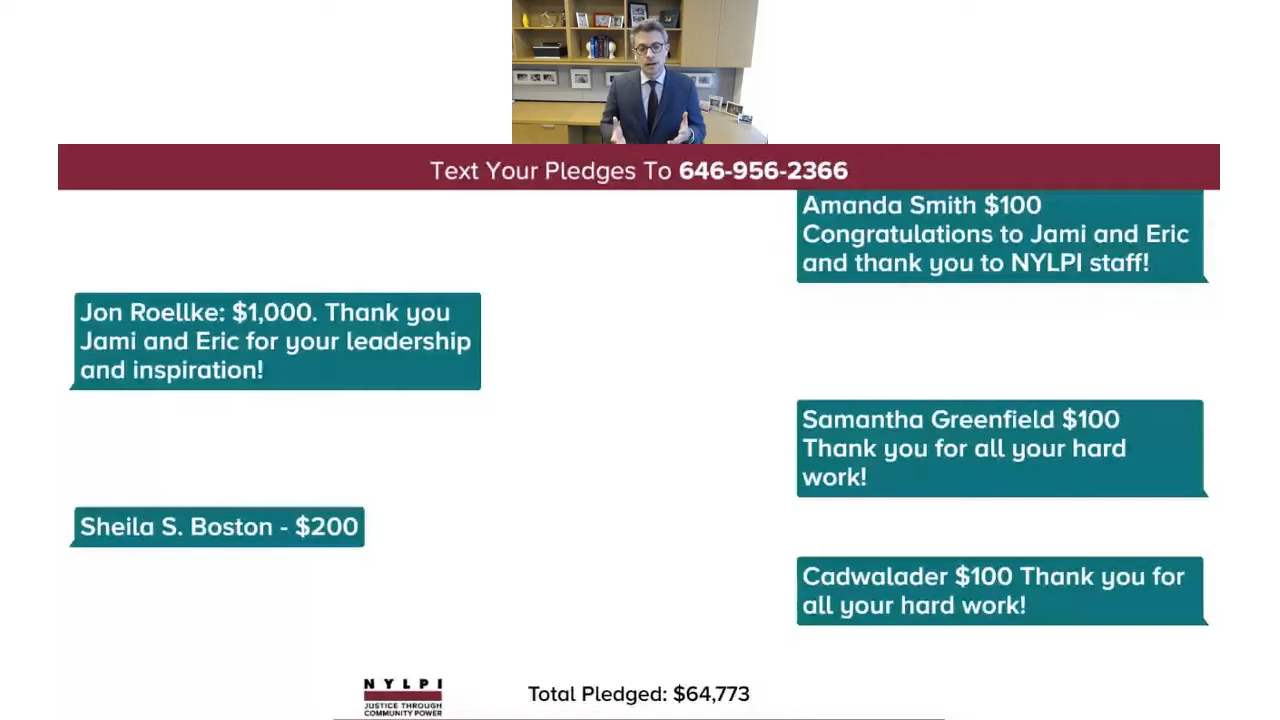 Text Your Pledges To 646-956-2366
Amanda Smith $100
Congratulations to Jami and Eric
and thank you to NYLPI staff!
Jon Roellke: $1,000. Thank you
Jami and Eric for your leadership
and inspiration!
Samantha Greenfield $100
Thank you for all your hard
work!
Sheila S. Boston - $200
Cadwalader $100 Thank you for
all your hard work!
NYLPI
JUSTICE THROUGH
COMMUNITY POWER
Total Pledged: $64,773